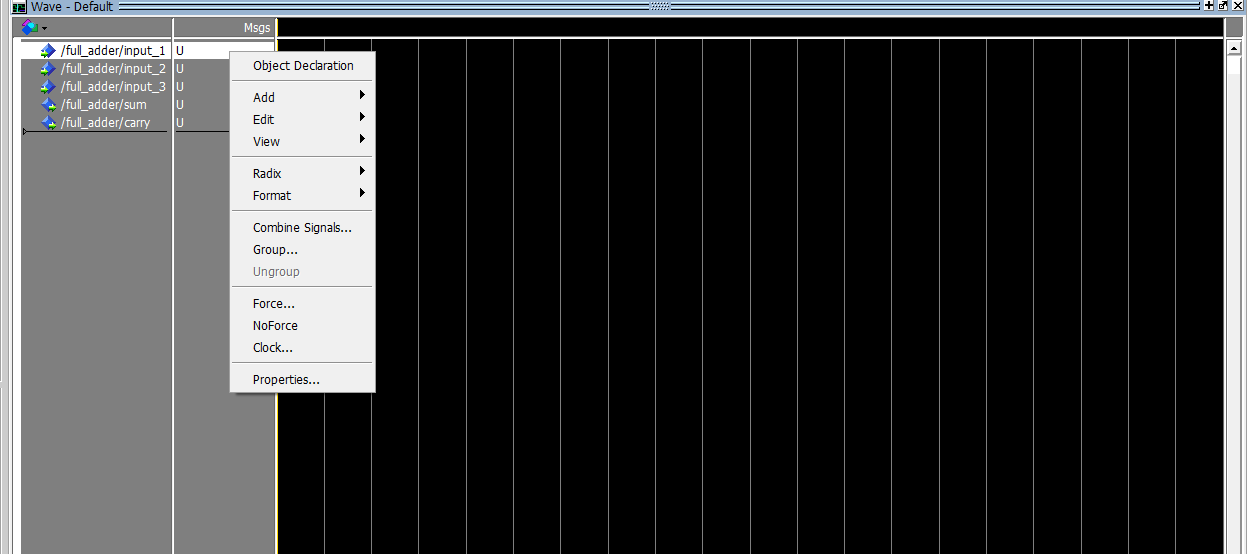 Wave - Default
Msgs
/full_adder/input_1 U
/full_adder/input_2 U
/full_adder/input_3 U
/full_adder/sum U
/full_adder/carry U
Object Declaration
Add
Edit
View
Radix
Format
Combine Signals...
Group...
Ungroup
Force...
NoForce
Clock...
Properties...